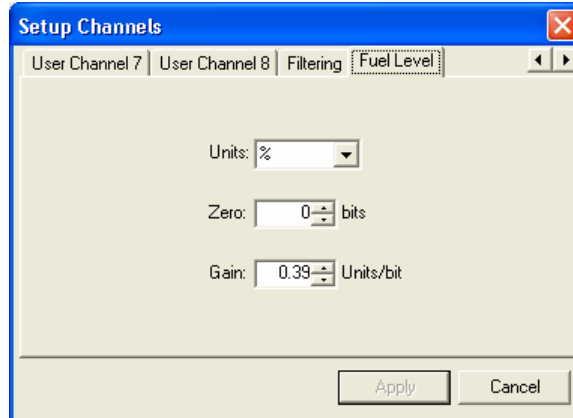 Setup Channels
User Channel 7 User Channel 8 Filtering Fuel Level
Units: %
Zero: 0 bits
Gain: 0.39 Units/bit
Apply Cancel